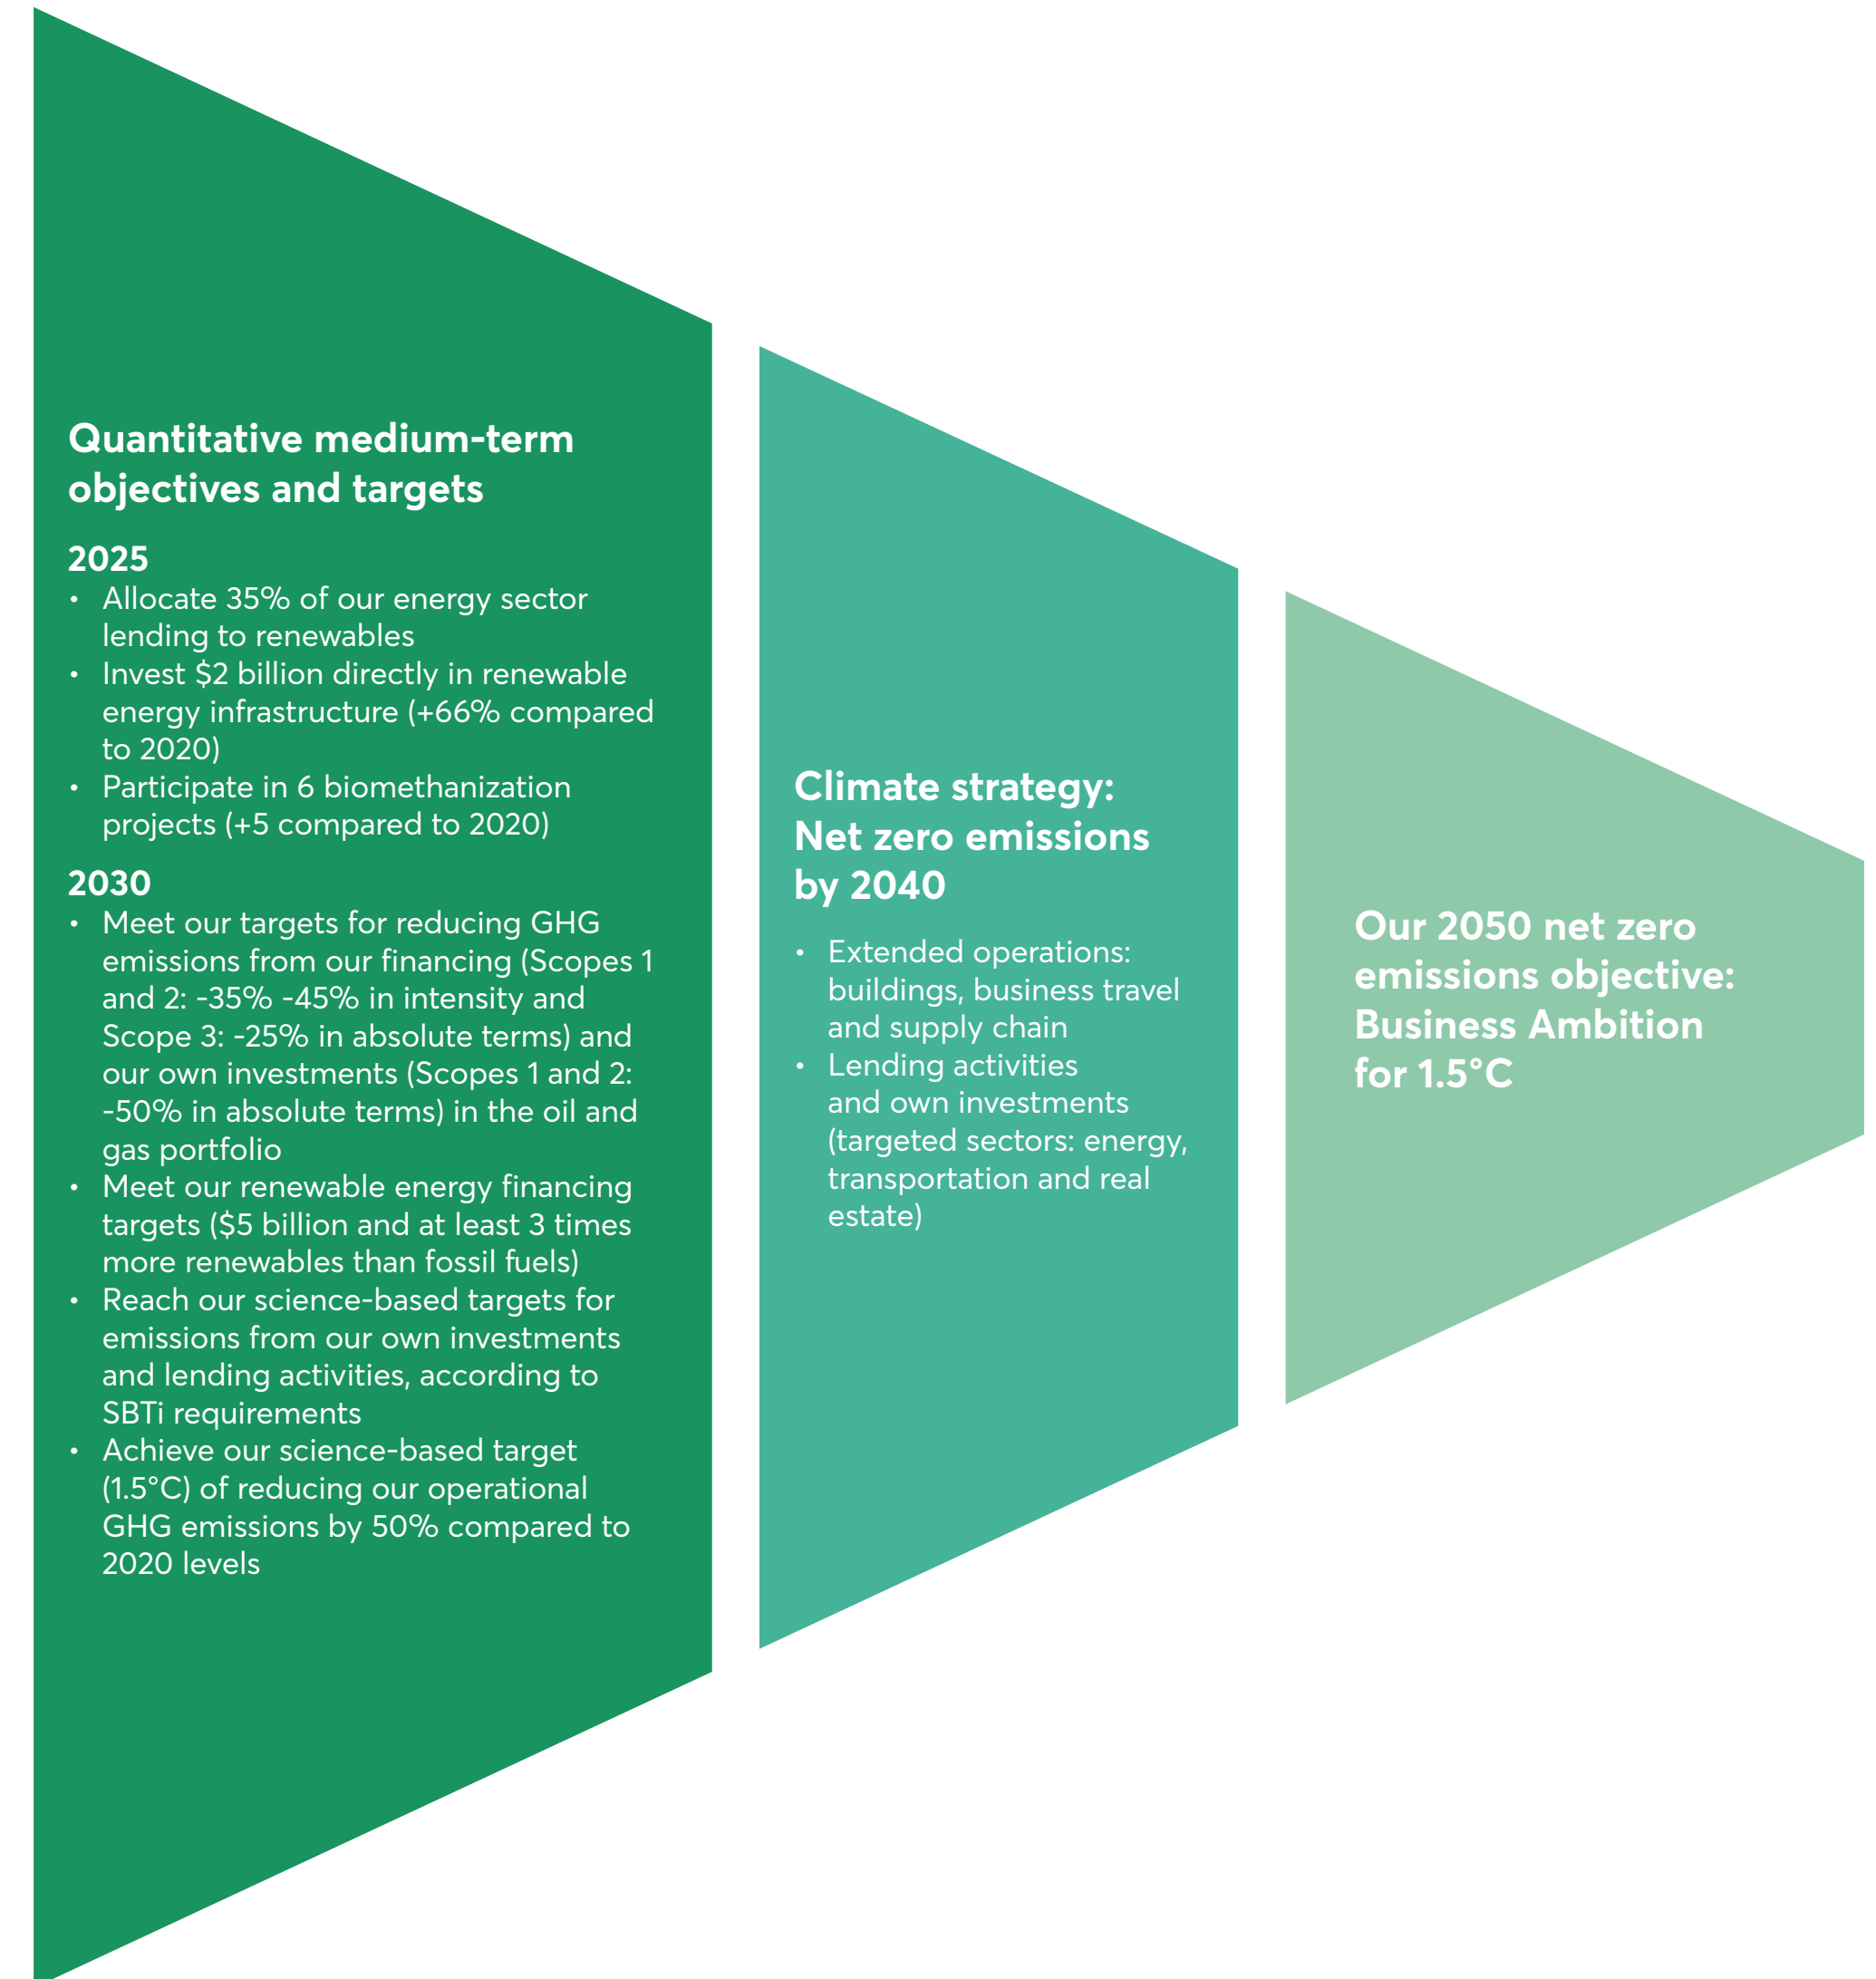 Quantitative medium-term
objectives and targets
2025
• Allocate 35% of our energy sector
lending to renewables
• Invest $2 billion directly in renewable
energy infrastructure (+66% compared
to 2020)
• Participate in 6 biomethanization
projects (+5 compared to 2020)
2030
• Meet our targets for reducing GHG
emissions from our financing (Scopes 1
and 2: -35% -45% in intensity and
Scope 3: -25% in absolute terms) and
our own investments (Scopes 1 and 2:
-50% in absolute terms) in the oil and
gas portfolio
• Meet our renewable energy financing
targets ($5 billion and at least 3 times
more renewables than fossil fuels)
• Reach our science-based targets for
emissions from our own investments
and lending activities, according to
SBTi requirements
• Achieve our science-based target
(1.5°C) of reducing our operational
GHG emissions by 50% compared to
2020 levels
Climate strategy:
Net zero emissions
by 2040
• Extended operations:
buildings, business travel
and supply chain
• Lending activities
and own investments
(targeted sectors: energy,
transportation and real
estate)
Our 2050 net zero
emissions objective:
Business Ambition
for 1.5°C